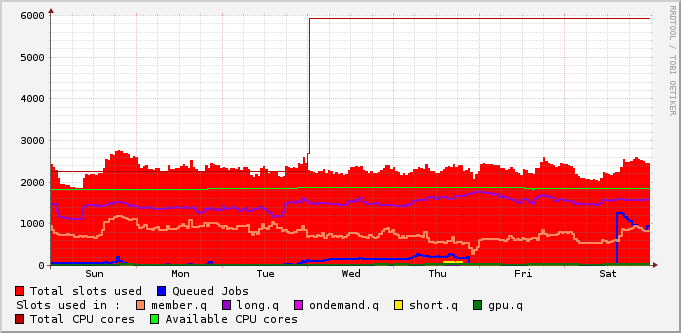 6000
5000
4000
3000
2000
1000
0
Sun Mon Tue Wed Thu Fri Sat
Total slots used Queued Jobs
Slots used in : member.q long.q ondemand.q short.q gpu.q
Total CPU cores Available CPU cores
RRDTOOL / TOBI OETIKER